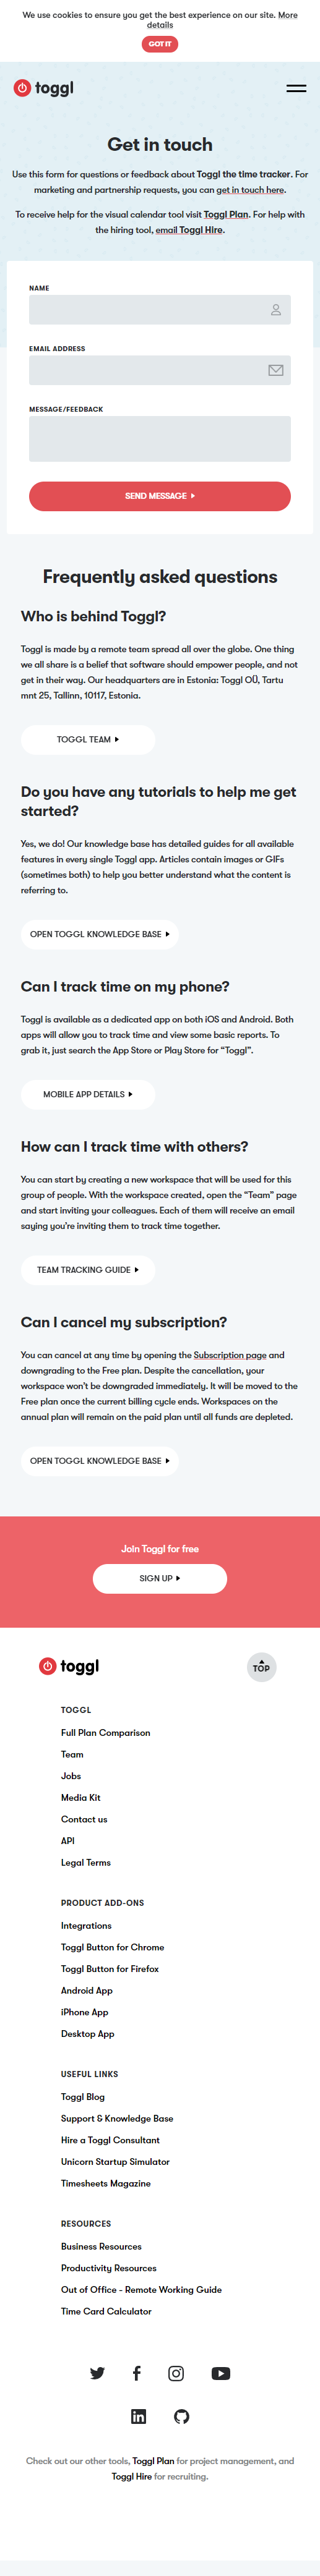 We use cookies to ensure you get the best experience on our site. More
details
GOT IT
toggl
Get in touch
Use this form for questions or feedback about Toggl the time tracker. For
marketing and partnership requests, you can get in touch here.
To receive help for the visual calendar tool visit Toggl Plan. For help with
the hiring tool, email Toggl Hire.
NAME
EMAIL ADDRESS
MESSAGE/FEEDBACK
SEND MESSAGE
Frequently asked questions
Who is behind Toggl?
Toggl is made by a remote team spread all over the globe. One thing
we all share is a belief that software should empower people, and not
get in their way. Our headquarters are in Estonia: Toggl OÜ, Tartu
mnt 25, Tallinn, 10117, Estonia.
TOGGL TEAM
Do you have any tutorials to help me get
started?
Yes, we do! Our knowledge base has detailed guides for all available
features in every single Toggl app. Articles contain images or GIFs
(sometimes both) to help you better understand what the content is
referring to.
OPEN TOGGL KNOWLEDGE BASE
Can I track time on my phone?
Toggl is available as a dedicated app on both iOS and Android. Both
apps will allow you to track time and view some basic reports. To
grab it, just search the App Store or Play Store for “Toggl”.
MOBILE APP DETAILS
How can I track time with others?
You can start by creating a new workspace that will be used for this
group of people. With the workspace created, open the “Team” page
and start inviting your colleagues. Each of them will receive an email
saying you’re inviting them to track time together.
TEAM TRACKING GUIDE
Can I cancel my subscription?
You can cancel at any time by opening the Subscription page and
downgrading to the Free plan. Despite the cancellation, your
workspace won’t be downgraded immediately. It will be moved to the
Free plan once the current billing cycle ends. Workspaces on the
annual plan will remain on the paid plan until all funds are depleted.
OPEN TOGGL KNOWLEDGE BASE
Join Toggl for free
SIGN UP
toggl
TOP
TOGGL
Full Plan Comparison
Team
Jobs
Media Kit
Contact us
API
Legal Terms
PRODUCT ADD-ONS
Integrations
Toggl Button for Chrome
Toggl Button for Firefox
Android App
iPhone App
Desktop App
USEFUL LINKS
Toggl Blog
Support & Knowledge Base
Hire a Toggl Consultant
Unicorn Startup Simulator
Timesheets Magazine
RESOURCES
Business Resources
Productivity Resources
Out of Office - Remote Working Guide
Time Card Calculator
Check out our other tools, Toggl Plan for project management, and
Toggl Hire for recruiting.